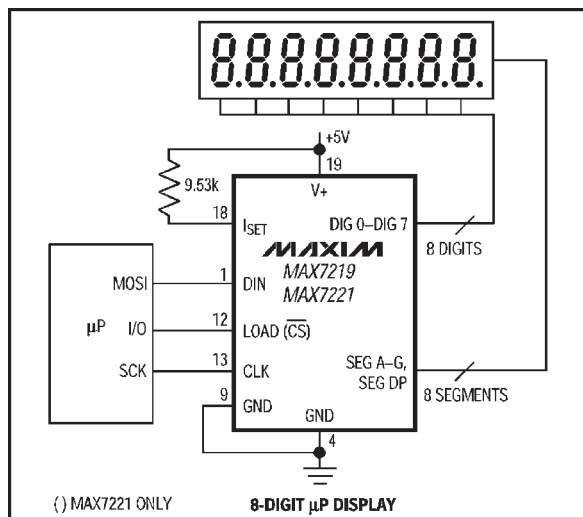 8.8.8.8.8.8.8.8.
+5V
19
9.53k
V+
18
ISET
DIG 0–DIG 7
8 DIGITS
MAXIM
MAX7219
MAX7221
MOSI
1
DIN
µP
I/O
12
LOAD (C̅S̅)
SCK
13
CLK
SEG A–G,
SEG DP
8 SEGMENTS
9
GND
GND
4
( ) MAX7221 ONLY
8-DIGIT µP DISPLAY